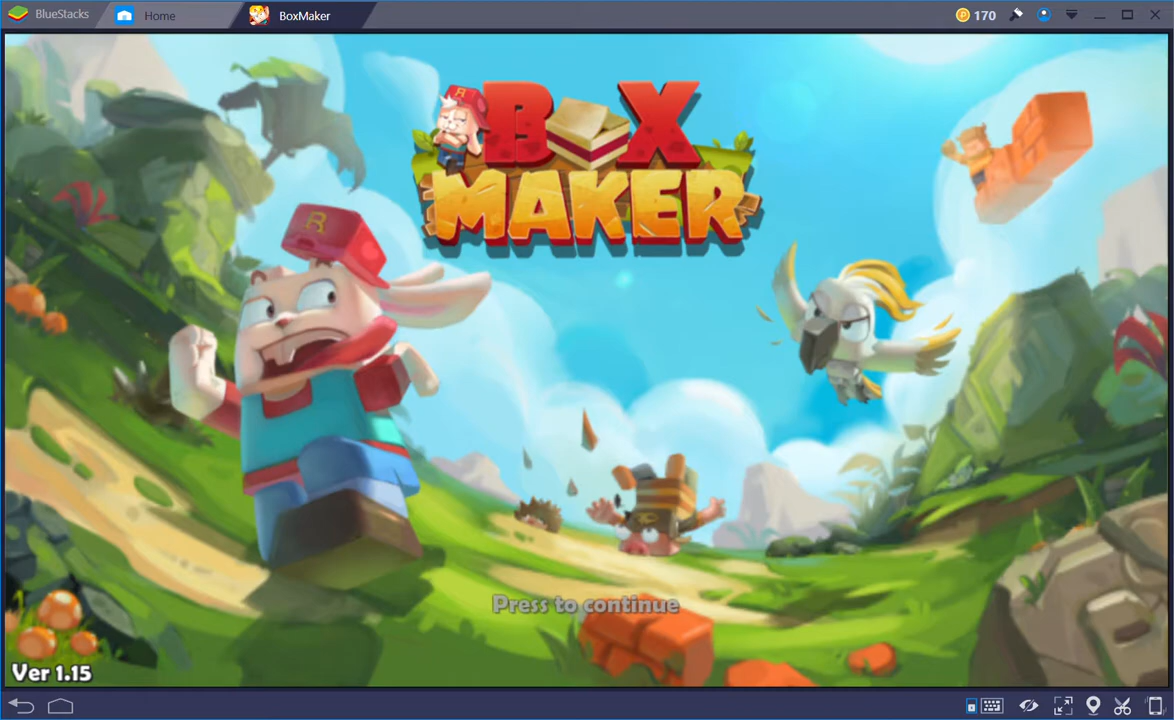 BlueStacks Home BoxMaker 170
R
BOX
MAKER
R
Press to continue
Ver 1.15